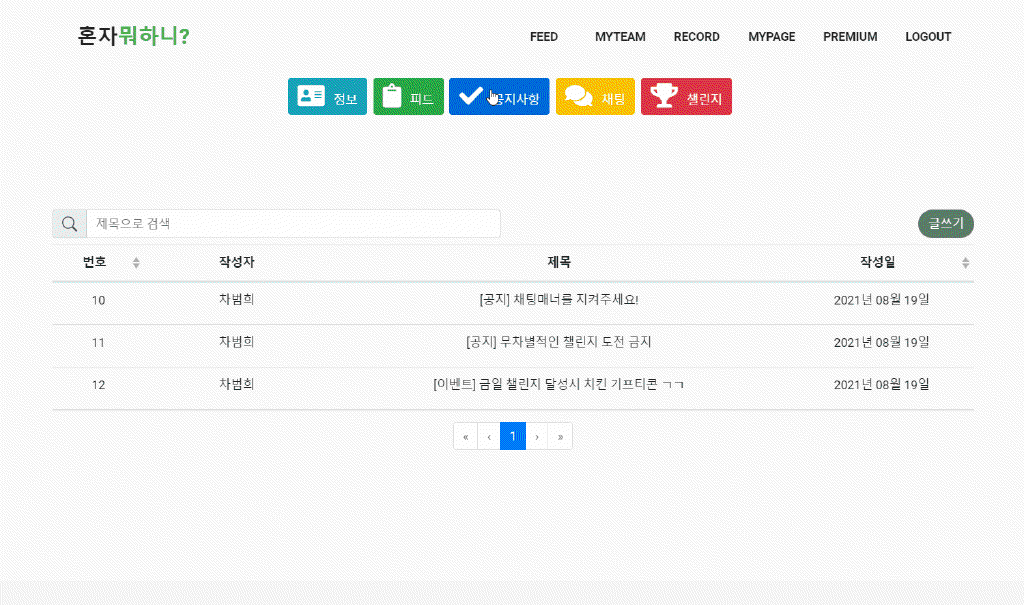 혼자뭐하니?
FEED MYTEAM RECORD MYPAGE PREMIUM LOGOUT
정보 피드 공지사항 채팅 챌린지
제목으로 검색
글쓰기
번호 작성자 제목 작성일
10 차범희 [공지] 채팅매너를 지켜주세요! 2021년 08월 19일
11 차범희 [공지] 무차별적인 챌린지 도전 금지 2021년 08월 19일
12 차범희 [이벤트] 금일 챌린지 달성시 치킨 기프티콘 ㄱㄱ 2021년 08월 19일
« ‹ 1 › »